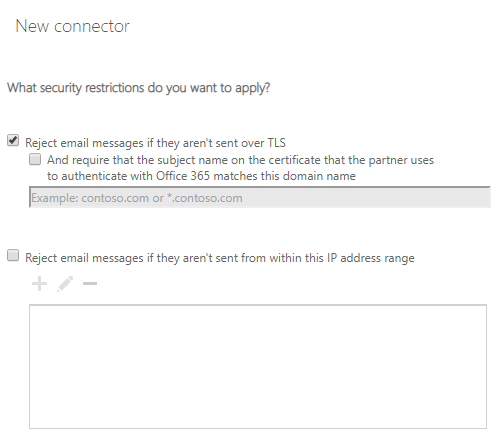 New connector
What security restrictions do you want to apply?
Reject email messages if they aren't sent over TLS
And require that the subject name on the certificate that the partner uses
to authenticate with Office 365 matches this domain name
Example: contoso.com or *.contoso.com
Reject email messages if they aren't sent from within this IP address range